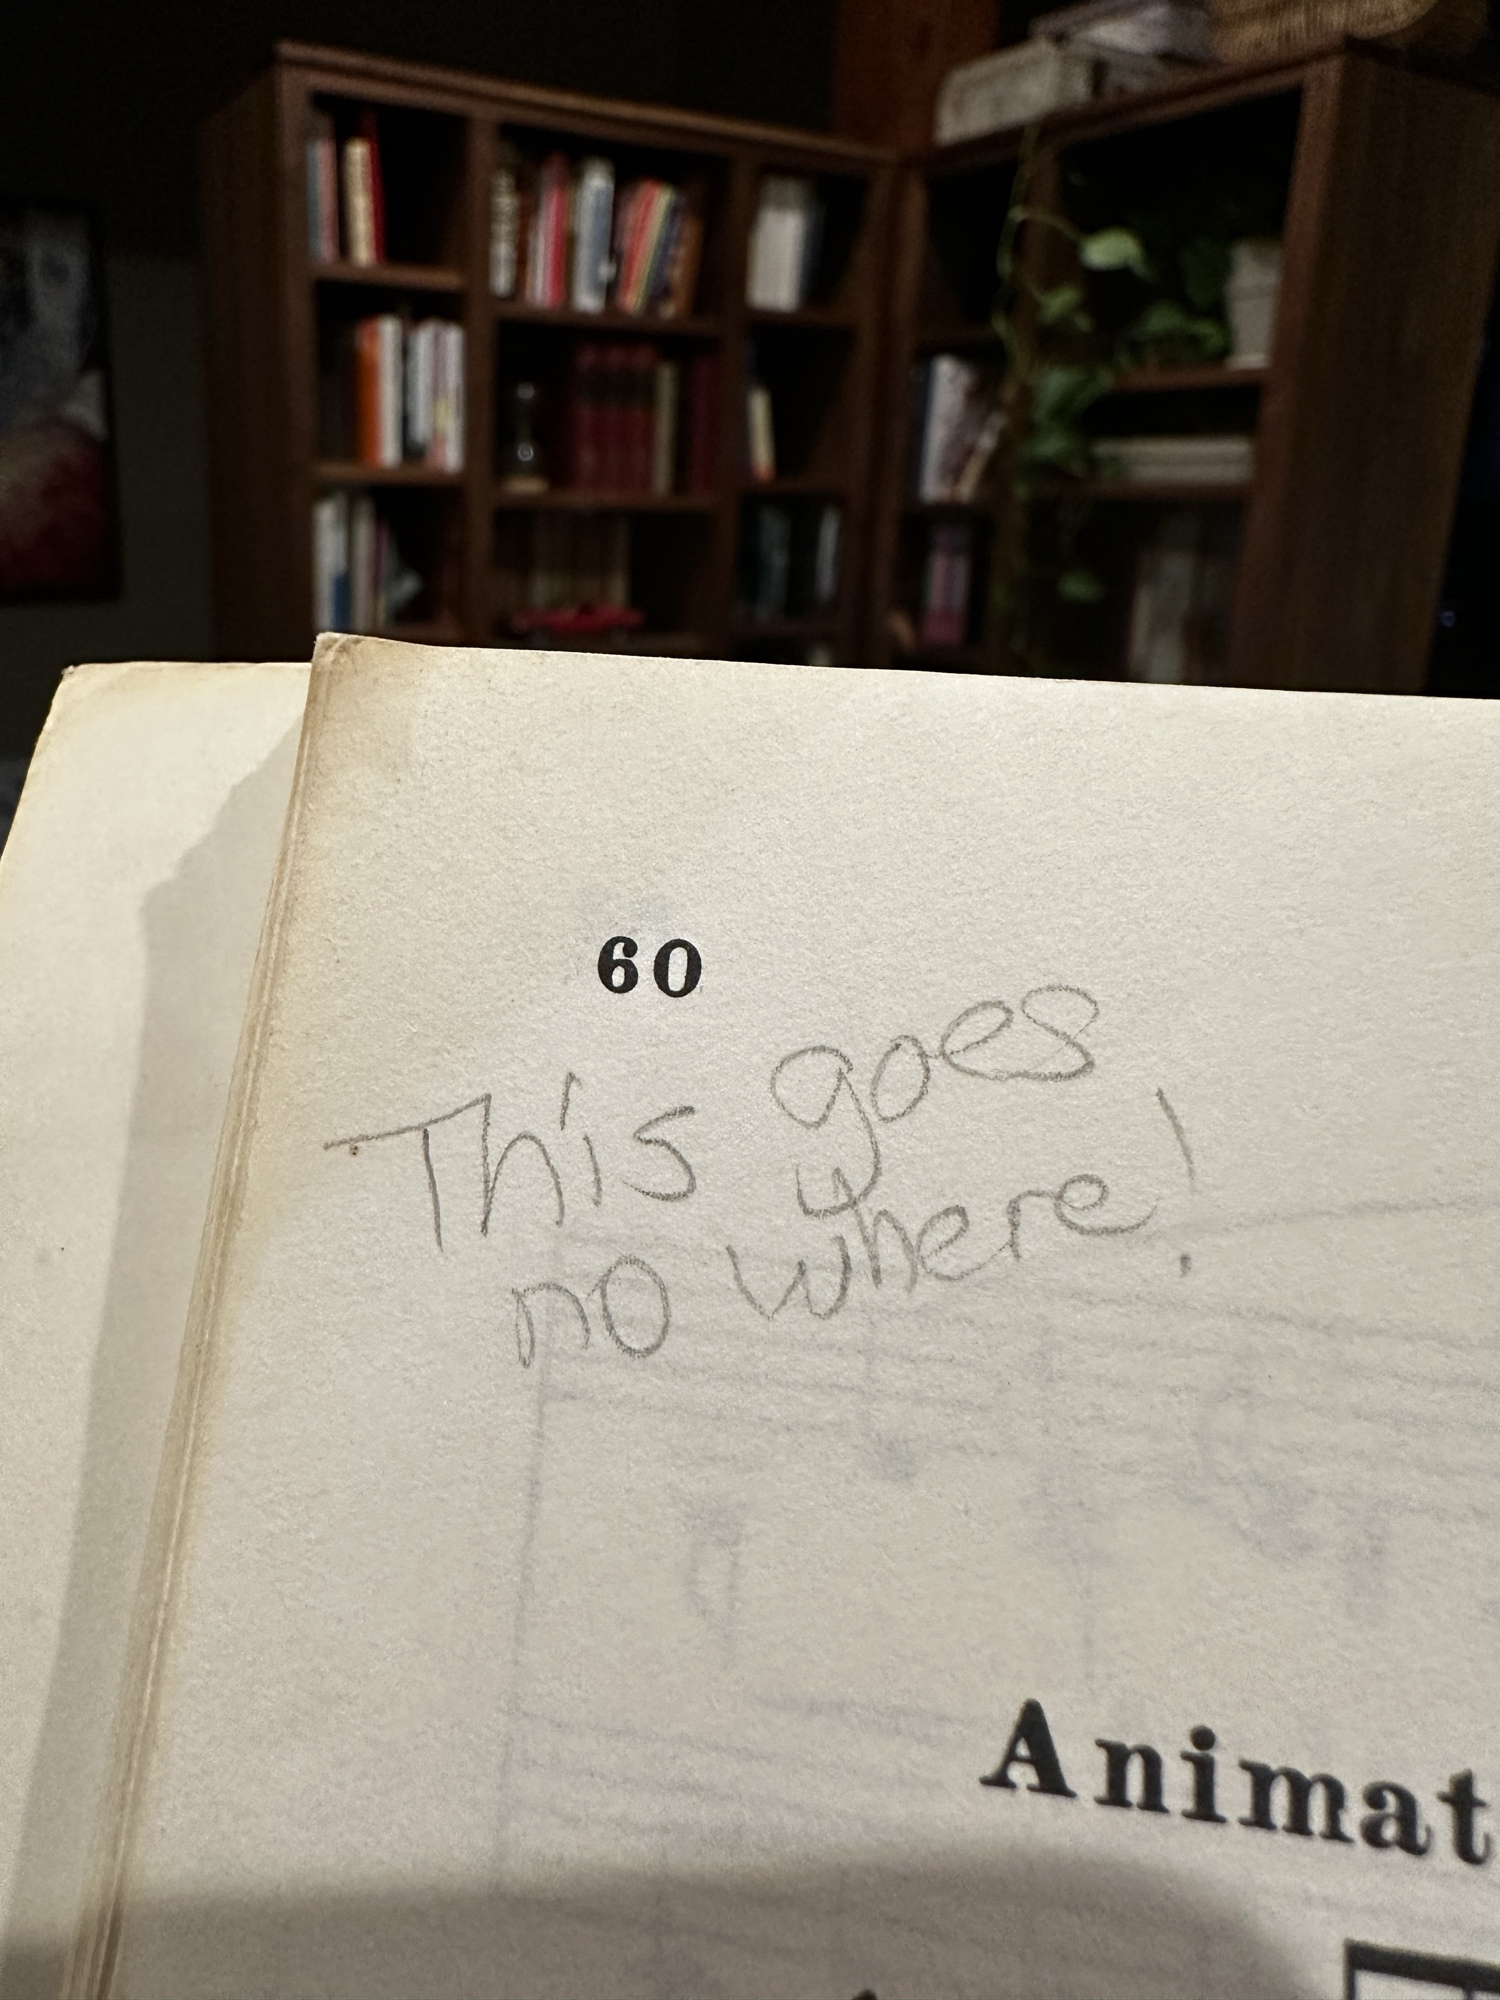 60
This goes
no where!
Animat